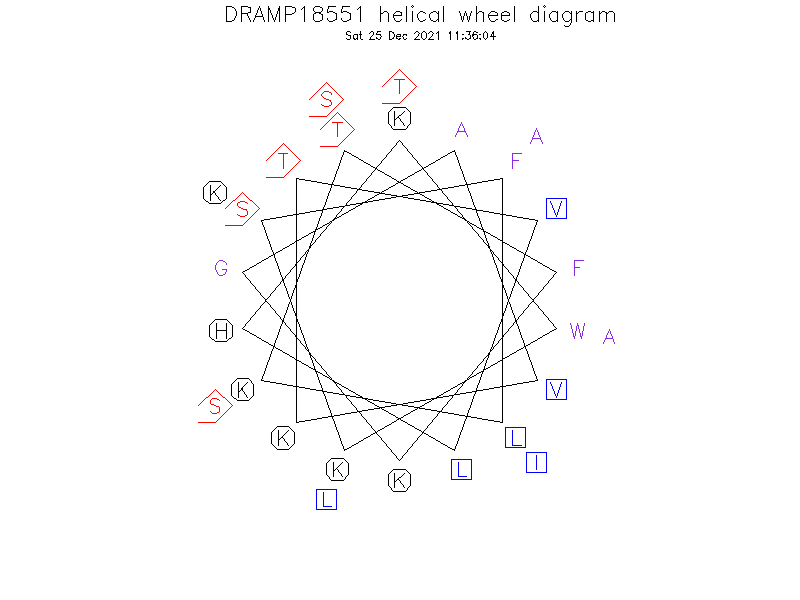 DRAMP18551 helical wheel diagram
Sat 25 Dec 2021 11:36:04
T
S
K
T
A
A
T
F
K
S
V
G
F
H
W
A
K
V
S
K
L
I
K
L
K
L